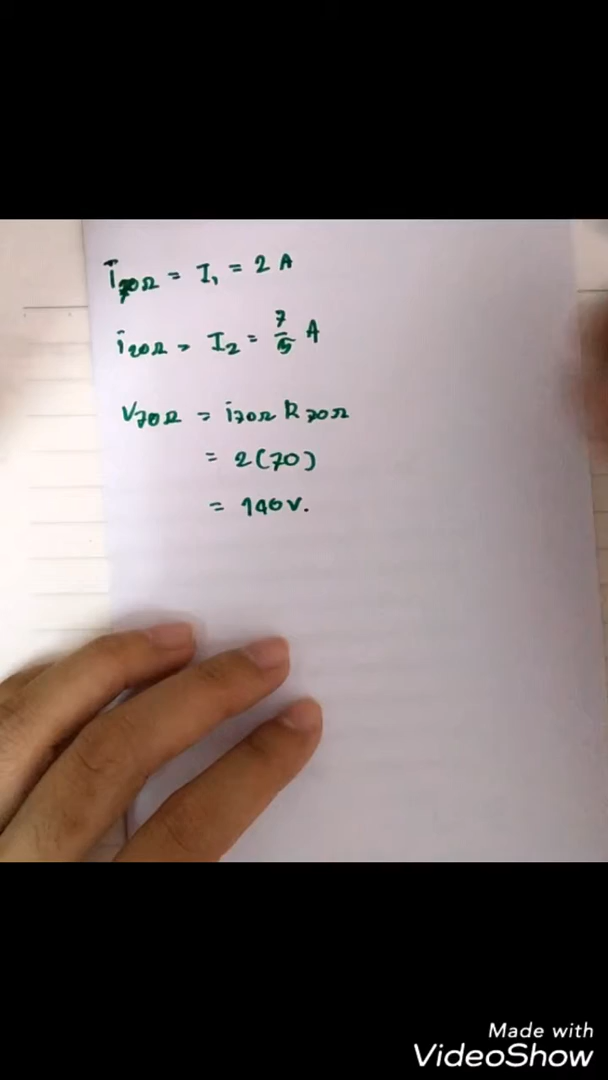 i70Ω = I1 = 2 A
i20Ω = I2 = 7/5 A
V70Ω = i70Ω R70Ω
= 2(70)
= 140V.
Made with
VideoShow